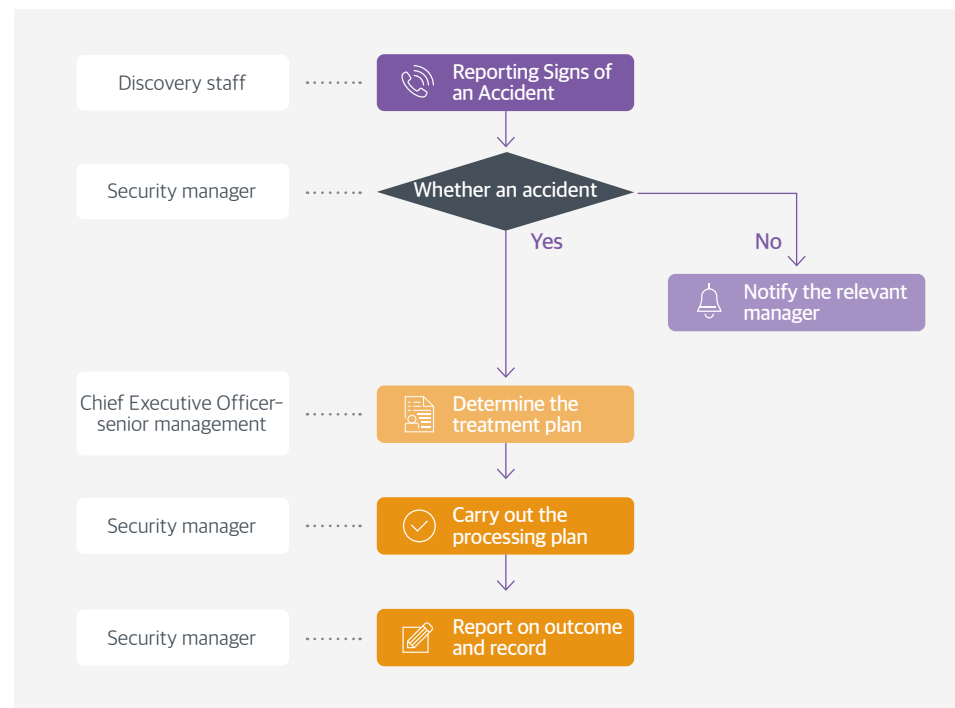 Discovery staff
Reporting Signs of
an Accident
Security manager
Whether an accident
Yes
No
Notify the relevant
manager
Chief Executive Officer–
senior management
Determine the
treatment plan
Security manager
Carry out the
processing plan
Security manager
Report on outcome
and record